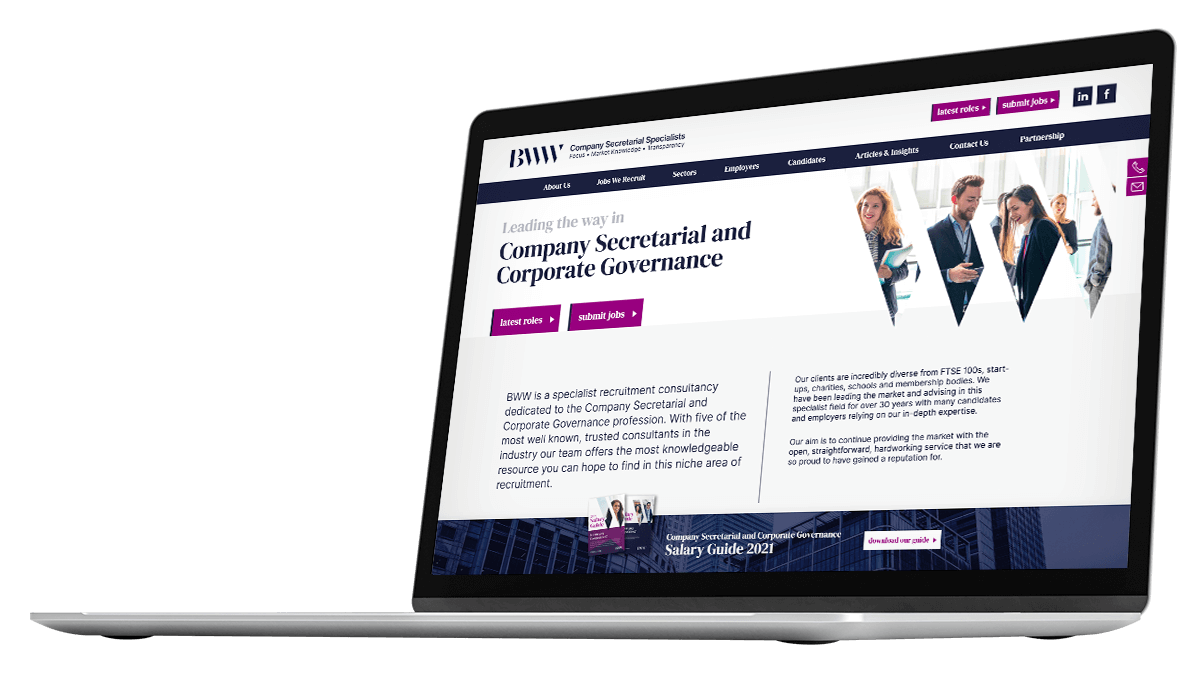 latest roles
submit jobs
in
f
BWW
Company Secretarial Specialists
Focus • Market Knowledge • Transparency
About Us
Jobs We Recruit
Sectors
Employers
Candidates
Articles & Insights
Contact Us
Partnership
Leading the way in
Company Secretarial and
Corporate Governance
latest roles
submit jobs
BWW is a specialist recruitment consultancy
dedicated to the Company Secretarial and
Corporate Governance profession. With five of the
most well known, trusted consultants in the
industry our team offers the most knowledgeable
resource you can hope to find in this niche area of
recruitment.
Our clients are incredibly diverse from FTSE 100s, start-
ups, charities, schools and membership bodies. We
have been leading the market and advising in this
specialist field for over 30 years with many candidates
and employers relying on our in-depth expertise.
Our aim is to continue providing the market with the
open, straightforward, hardworking service that we are
so proud to have gained a reputation for.
Salary
Guide
Company Secretarial and Corporate Governance
Salary Guide 2021
download our guide